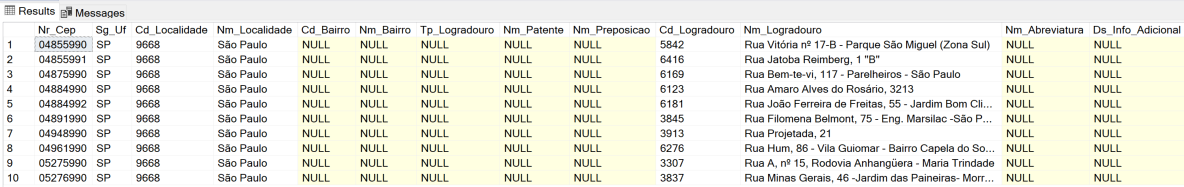 Results Messages
Nr_Cep Sg_Uf Cd_Localidade Nm_Localidade Cd_Bairro Nm_Bairro Tp_Logradouro Nm_Patente Nm_Preposicao Cd_Logradouro Nm_Logradouro Nm_Abreviatura Ds_Info_Adicional
1 04855990 SP 9668 São Paulo NULL NULL NULL NULL NULL 5842 Rua Vitória nº 17-B - Parque São Miguel (Zona Sul) NULL NULL
2 04855991 SP 9668 São Paulo NULL NULL NULL NULL NULL 6416 Rua Jatoba Reimberg, 1 "B" NULL NULL
3 04875990 SP 9668 São Paulo NULL NULL NULL NULL NULL 6169 Rua Bem-te-vi, 117 - Parelheiros - São Paulo NULL NULL
4 04884990 SP 9668 São Paulo NULL NULL NULL NULL NULL 6123 Rua Amaro Alves do Rosário, 3213 NULL NULL
5 04884992 SP 9668 São Paulo NULL NULL NULL NULL NULL 6181 Rua João Ferreira de Freitas, 55 - Jardim Bom Cli... NULL NULL
6 04891990 SP 9668 São Paulo NULL NULL NULL NULL NULL 3845 Rua Filomena Belmont, 75 - Eng. Marsilac -São P... NULL NULL
7 04948990 SP 9668 São Paulo NULL NULL NULL NULL NULL 3913 Rua Projetada, 21 NULL NULL
8 04961990 SP 9668 São Paulo NULL NULL NULL NULL NULL 6276 Rua Hum, 86 - Vila Guiomar - Bairro Capela do So... NULL NULL
9 05275990 SP 9668 São Paulo NULL NULL NULL NULL NULL 3307 Rua A, nº 15, Rodovia Anhangüera - Maria Trindade NULL NULL
10 05276990 SP 9668 São Paulo NULL NULL NULL NULL NULL 3837 Rua Minas Gerais, 46 -Jardim das Paineiras- Morr... NULL NULL